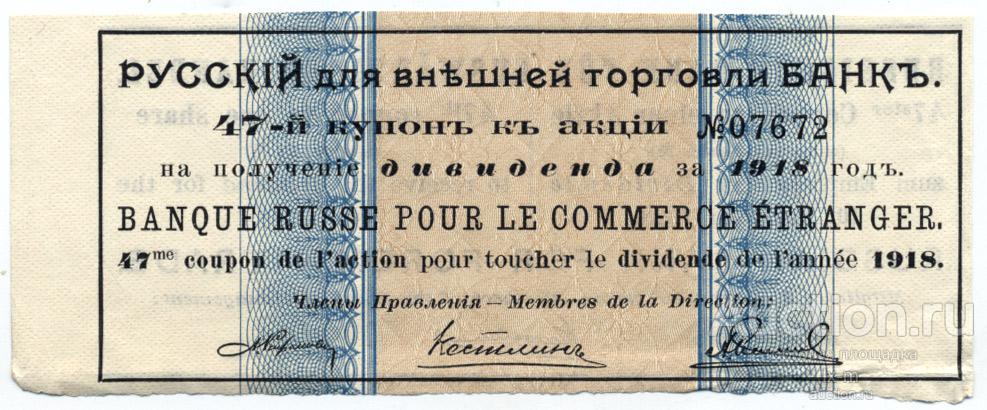 РУССКІЙ для внѣшней торговли БАНКЪ.
47-й купонъ къ акціи №07672
на полученіе дивиденда за 1918 годъ.
BANQUE RUSSE POUR LE COMMERCE ÉTRANGER.
47me coupon de l'action pour toucher le dividende de l'année 1918.
Члены Правленія — Membres de la Direction:
Кестлинъ